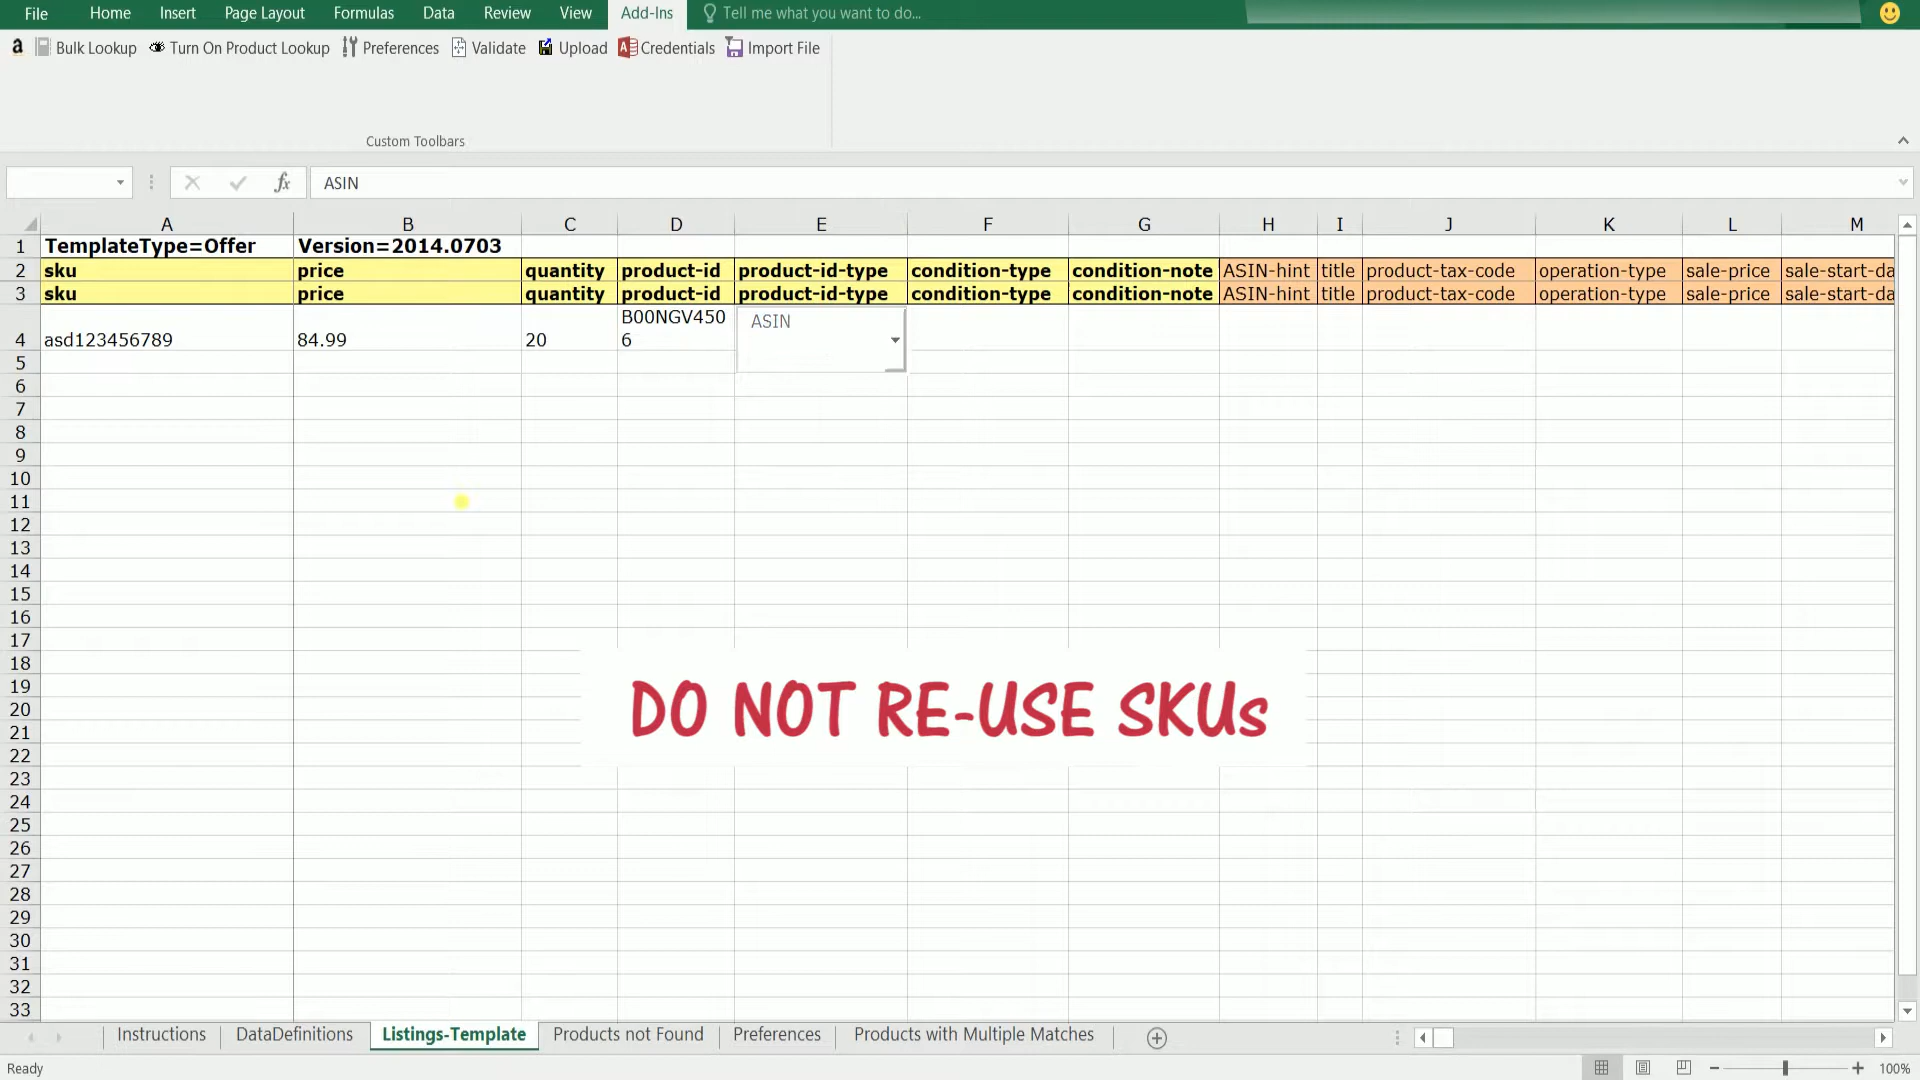 File Home Insert Page Layout Formulas Data Review View Add-Ins Tell me what you want to do...
a Bulk Lookup Turn On Product Lookup Preferences Validate Upload Credentials Import File
Custom Toolbars
fx ASIN
A B C D E F G H I J K L M
1 TemplateType=Offer Version=2014.0703
2 sku price quantity product-id product-id-type condition-type condition-note ASIN-hint title product-tax-code operation-type sale-price sale-start-da
3 sku price quantity product-id product-id-type condition-type condition-note ASIN-hint title product-tax-code operation-type sale-price sale-start-da
B00NGV450 ASIN
4 asd123456789 84.99 20 6
5
6
7
8
9
10
11
12
13
14
15
16
17
18
19
20
DO NOT RE-USE SKUs
21
22
23
24
25
26
27
28
29
30
31
32
33
Instructions DataDefinitions Listings-Template Products not Found Preferences Products with Multiple Matches
Ready 100%